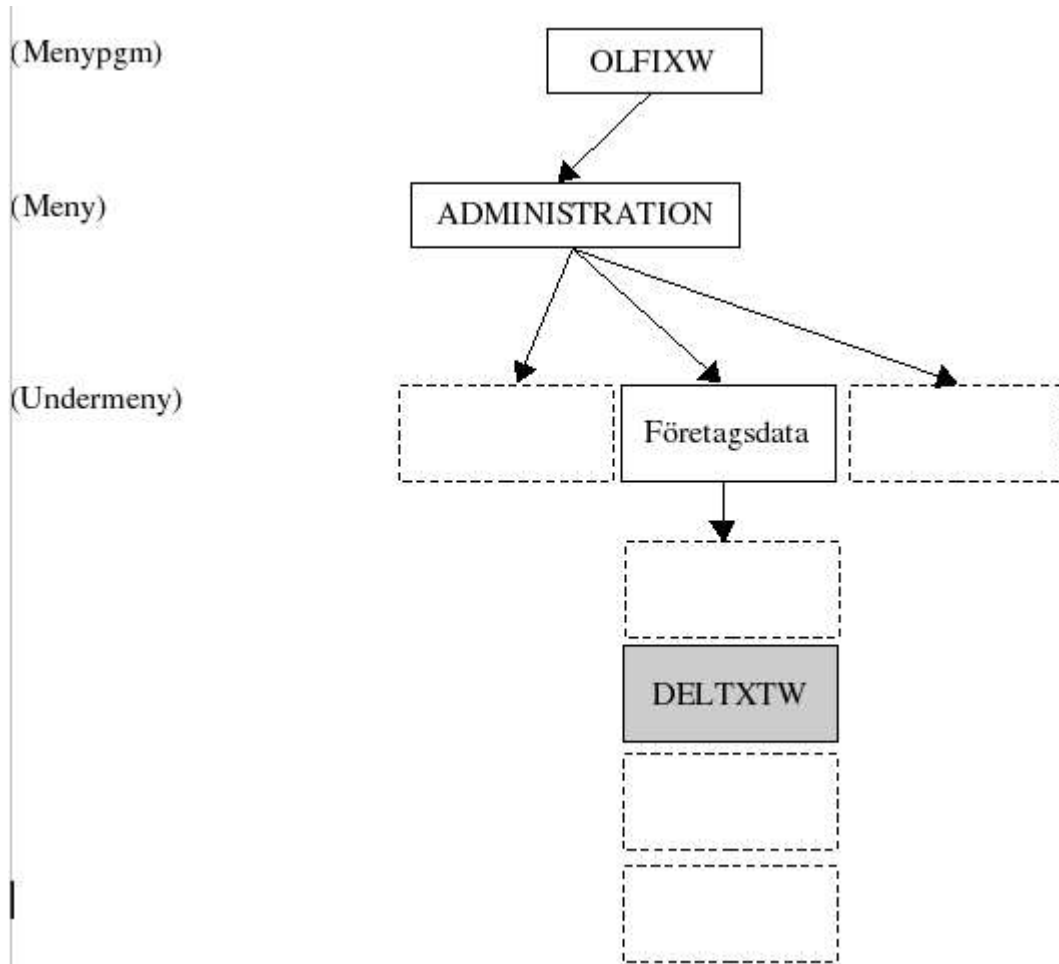 (Menypgm)
OLFIXW
(Meny)
ADMINISTRATION
(Undermeny)
Företagsdata
DELTXTW